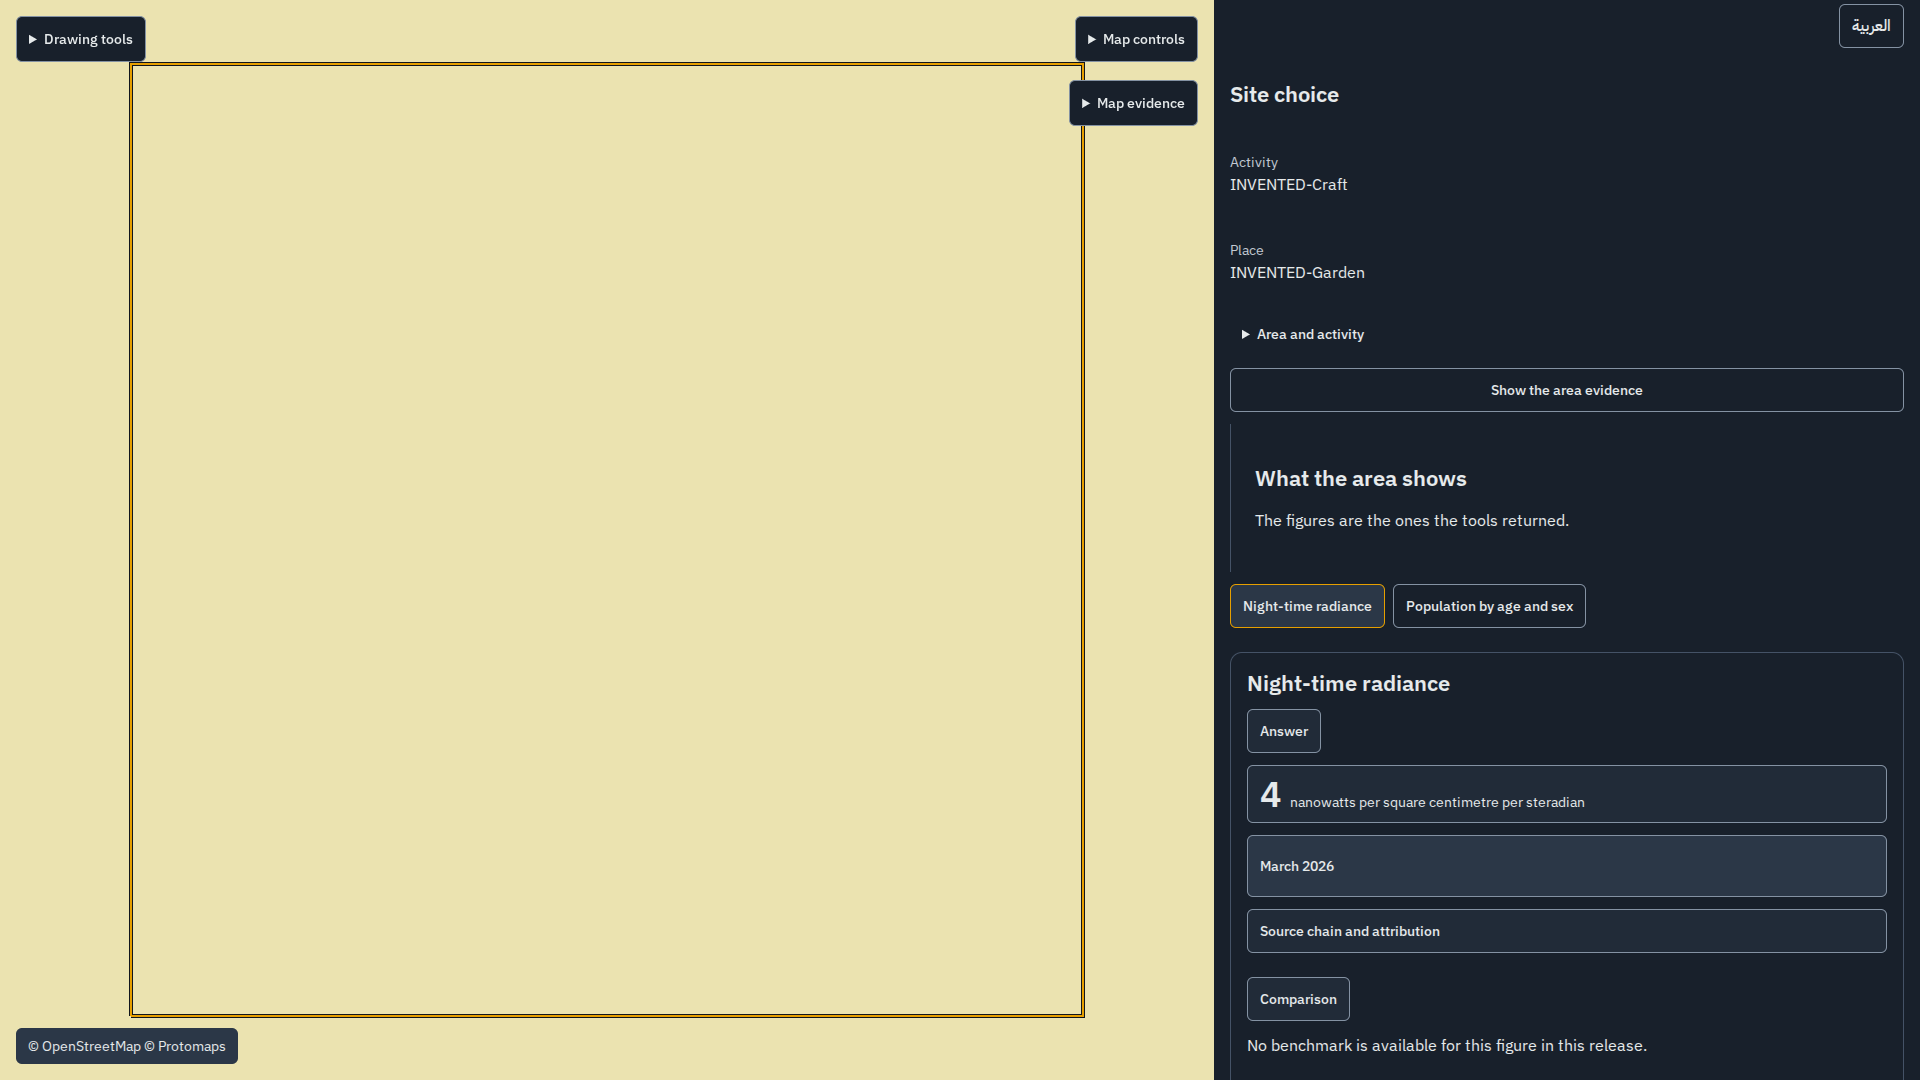 Drawing tools
Map controls
Map evidence
© OpenStreetMap © Protomaps
العربية
Site choice
Activity
INVENTED-Craft
Place
INVENTED-Garden
Area and activity
Show the area evidence
What the area shows
The figures are the ones the tools returned.
Night-time radiance
Population by age and sex
Night-time radiance
Answer
4 nanowatts per square centimetre per steradian
March 2026
Source chain and attribution
Comparison
No benchmark is available for this figure in this release.